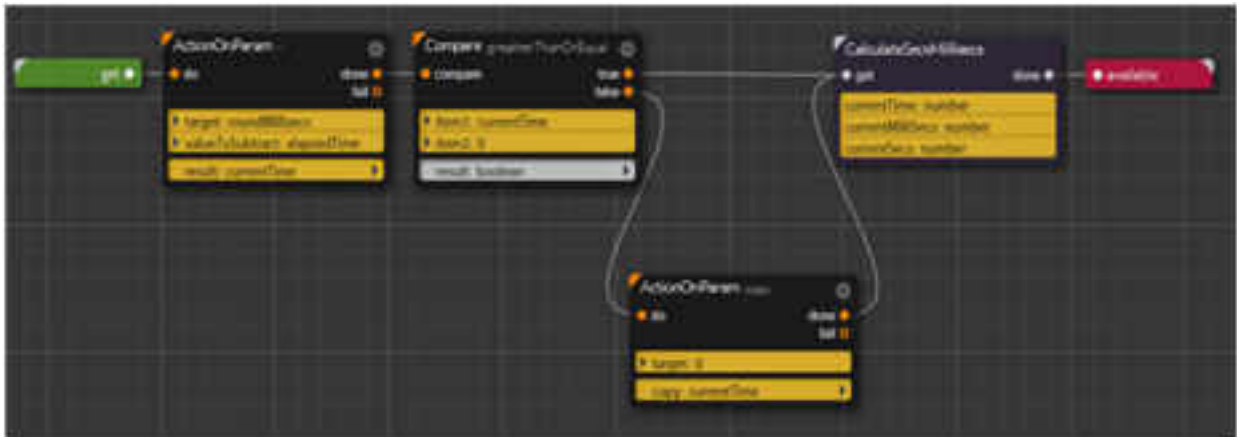 get
ActionOnParam
do done
fail
target: roundMillisecs
valueToSubtract: elapsedTime
result: currentTime
Compare greaterThanOrEqual
compare true
false
item1: currentTime
item2: 0
result: boolean
CalculateSecsMillisecs
get done
currentTime: number
currentMillisecs: number
currentSecs: number
available
ActionOnParam
do done
fail
target: 0
copy: currentTime